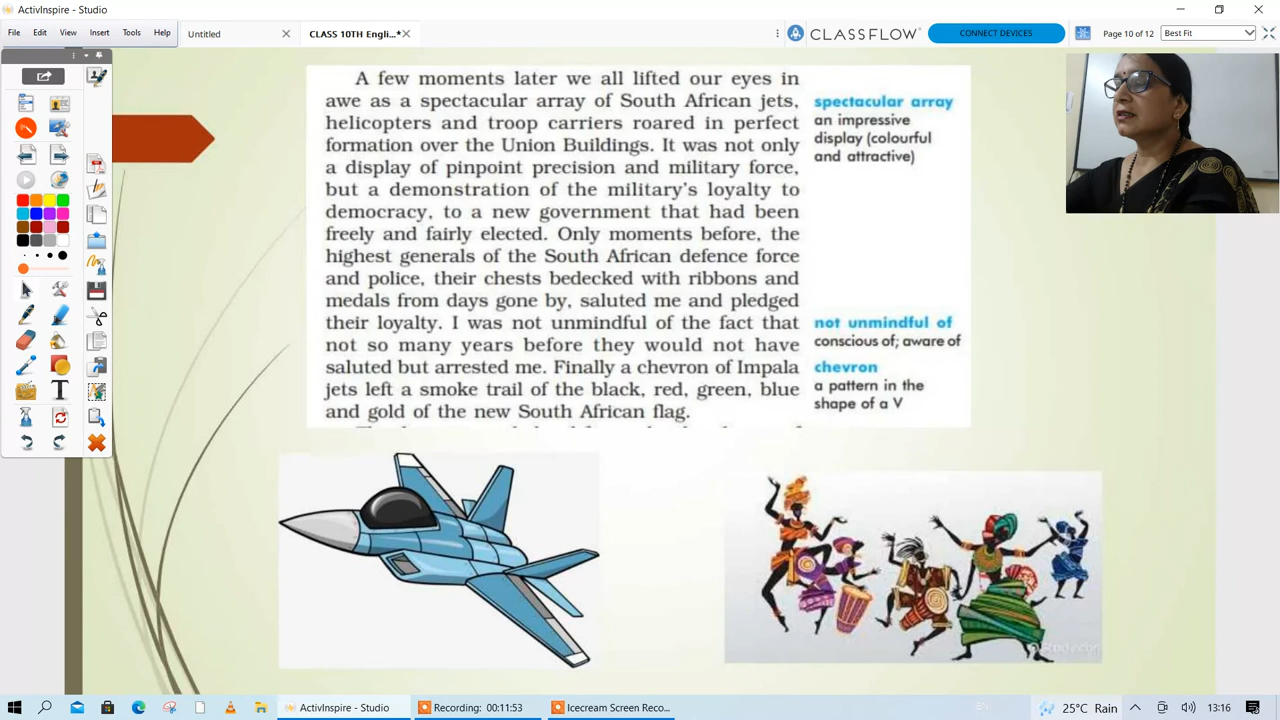 ActivInspire - Studio
File Edit View Insert Tools Help
Untitled
CLASS 10TH Engli...*
CLASSFLOW
CONNECT DEVICES
Page 10 of 12
Best Fit
A few moments later we all lifted our eyes in
awe as a spectacular array of South African jets,
helicopters and troop carriers roared in perfect
formation over the Union Buildings. It was not only
a display of pinpoint precision and military force,
but a demonstration of the military's loyalty to
democracy, to a new government that had been
freely and fairly elected. Only moments before, the
highest generals of the South African defence force
and police, their chests bedecked with ribbons and
medals from days gone by, saluted me and pledged
their loyalty. I was not unmindful of the fact that
not so many years before they would not have
saluted but arrested me. Finally a chevron of Impala
jets left a smoke trail of the black, red, green, blue
and gold of the new South African flag.
spectacular array
an impressive
display (colourful
and attractive)
not unmindful of
conscious of; aware of
chevron
a pattern in the
shape of a V
ActivInspire - Studio
Recording: 00:11:53
Icecream Screen Reco...
ENG
25°C Rain
13:16